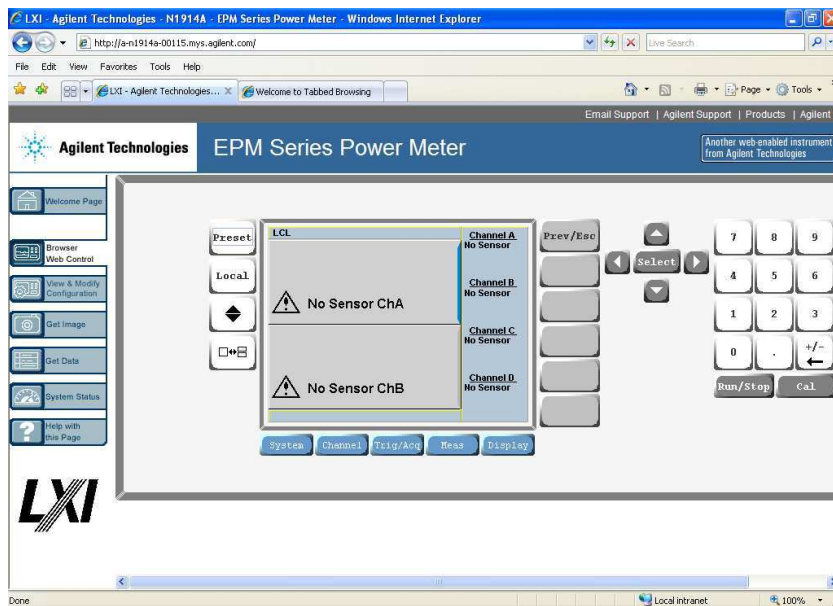 LXI - Agilent Technologies - N1914A - EPM Series Power Meter - Windows Internet Explorer
http://a-n1914a-00115.mys.agilent.com/
Live Search
File Edit View Favorites Tools Help
LXI - Agilent Technologies... X
Welcome to Tabbed Browsing
Page
Tools
Email Support | Agilent Support | Products | Agilent
Agilent Technologies
EPM Series Power Meter
Another web-enabled instrument
from Agilent Technologies
Welcome Page
Browser
Web Control
View & Modify
Configuration
Get Image
Get Data
System Status
Help with
this Page
LXI
Preset
Local
LCL
No Sensor ChA
No Sensor ChB
Channel A
No Sensor
Channel B
No Sensor
Channel C
No Sensor
Channel D
No Sensor
System Channel Trig/Acq Meas Display
Prev/Esc
Select
7 8 9
4 5 6
1 2 3
0 . +/-
Run/Stop Cal
Done
Local intranet
100%